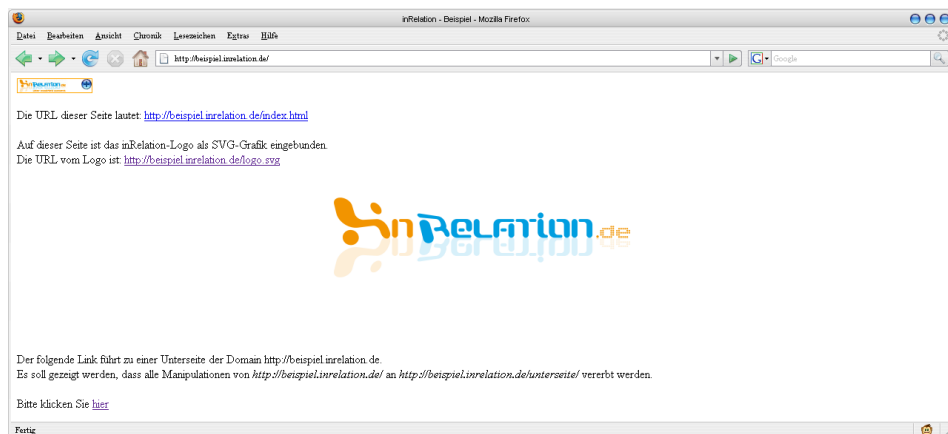 inRelation - Beispiel - Mozilla Firefox
Datei Bearbeiten Ansicht Chronik Lesezeichen Extras Hilfe
http://beispiel.inrelation.de/
G Google
Die URL dieser Seite lautet: http://beispiel.inrelation.de/index.html
Auf dieser Seite ist das inRelation-Logo als SVG-Grafik eingebunden.
Die URL vom Logo ist: http://beispiel.inrelation.de/logo.svg
inRelation.de
Der folgende Link führt zu einer Unterseite der Domain http://beispiel.inrelation.de.
Es soll gezeigt werden, dass alle Manipulationen von http://beispiel.inrelation.de/ an http://beispiel.inrelation.de/unterseite/ vererbt werden.
Bitte klicken Sie hier
Fertig